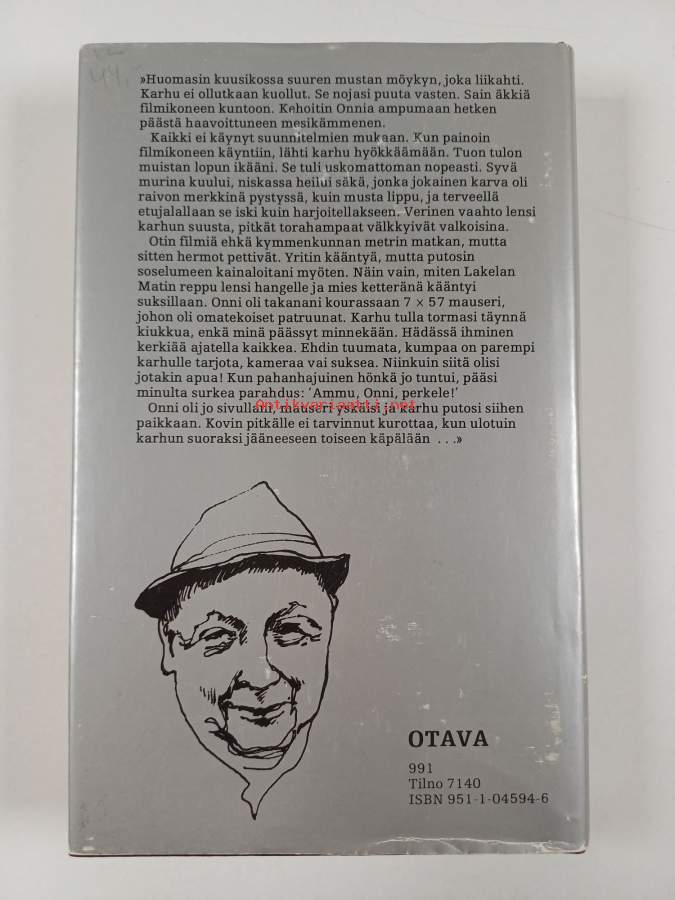 44,-
»Huomasin kuusikossa suuren mustan möykyn, joka liikahti.
Karhu ei ollutkaan kuollut. Se nojasi puuta vasten. Sain äkkiä
filmikoneen kuntoon. Kehoitin Onnia ampumaan hetken
päästä haavoittuneen mesikämmenen.
Kaikki ei käynyt suunnitelmien mukaan. Kun painoin
filmikoneen käyntiin, lähti karhu hyökkäämään. Tuon tulon
muistan lopun ikääni. Se tuli uskomattoman nopeasti. Syvä
murina kuului, niskassa heilui säkä, jonka jokainen karva oli
raivon merkkinä pystyssä, kuin musta lippu, ja terveellä
etujalallaan se iski kuin harjoitellakseen. Verinen vaahto lensi
karhun suusta, pitkät torahampaat välkkyivät valkoisina.
Otin filmiä ehkä kymmenkunnan metrin matkan, mutta
sitten hermot pettivät. Yritin kääntyä, mutta putosin
soselumeen kainaloitani myöten. Näin vain, miten Lakelan
Matin reppu lensi hangelle ja mies ketteränä kääntyi
suksillaan. Onni oli takanani kourassaan 7 × 57 mauseri,
johon oli omatekoiset patruunat. Karhu tulla tormasi täynnä
kiukkua, enkä minä päässyt minnekään. Hädässä ihminen
kerkiää ajatella kaikkea. Ehdin tuumata, kumpaa on parempi
karhulle tarjota, kameraa vai suksea. Niinkuin siitä olisi
jotakin apua! Kun pahanhajuinen hönkä jo tuntui, pääsi
minulta surkea parahdus: ’Ammu, Onni, perkele!’
Onni oli jo sivullani, mauseri yskäisi ja karhu putosi siihen
paikkaan. Kovin pitkälle ei tarvinnut kurottaa, kun ulotuin
karhun suoraksi jääneeseen toiseen käpälään . . .»
Antikvariaatti.net
OTAVA
991
Tilno 7140
ISBN 951-1-04594-6